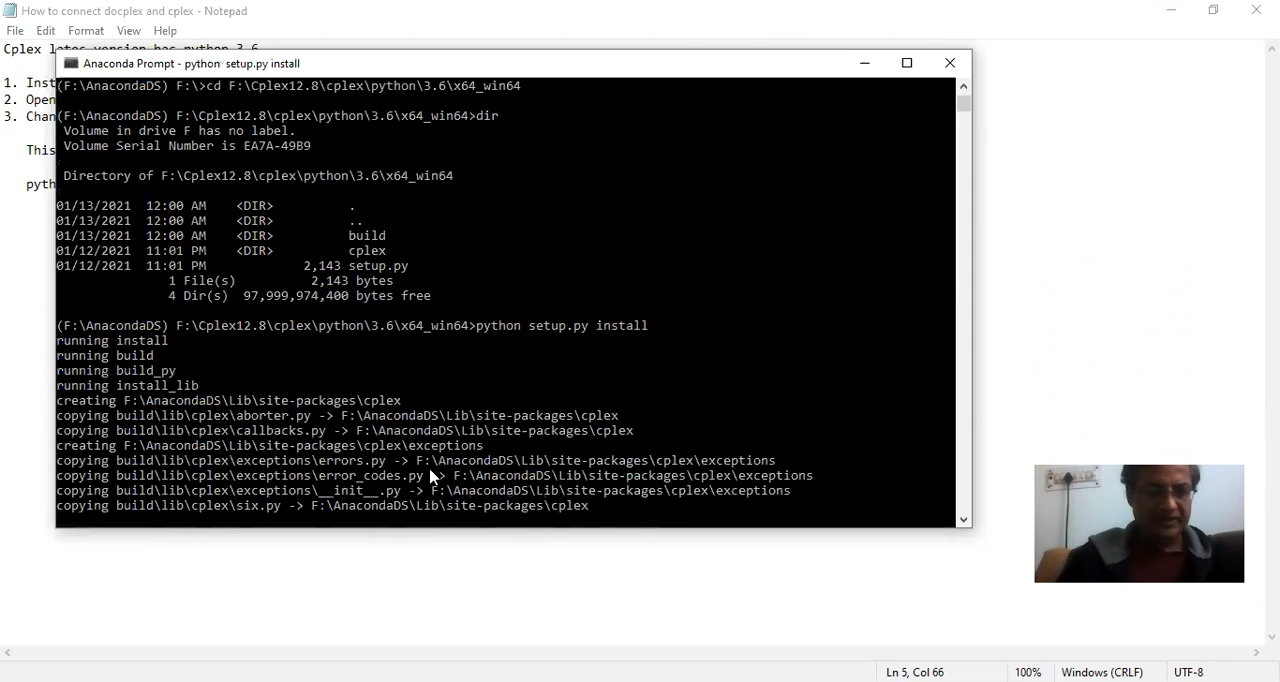 How to connect docplex and cplex - Notepad
File Edit Format View Help
Cplex lates version has python 3.6
1. Inst
2. Open
3. Chan
This
pyth
Anaconda Prompt - python setup.py install
(F:\AnacondaDS) F:\>cd F:\Cplex12.8\cplex\python\3.6\x64_win64
(F:\AnacondaDS) F:\Cplex12.8\cplex\python\3.6\x64_win64>dir
Volume in drive F has no label.
Volume Serial Number is EA7A-49B9
Directory of F:\Cplex12.8\cplex\python\3.6\x64_win64
01/13/2021 12:00 AM <DIR> .
01/13/2021 12:00 AM <DIR> ..
01/13/2021 12:00 AM <DIR> build
01/12/2021 11:01 PM <DIR> cplex
01/12/2021 11:01 PM 2,143 setup.py
1 File(s) 2,143 bytes
4 Dir(s) 97,999,974,400 bytes free
(F:\AnacondaDS) F:\Cplex12.8\cplex\python\3.6\x64_win64>python setup.py install
running install
running build
running build_py
running install_lib
creating F:\AnacondaDS\Lib\site-packages\cplex
copying build\lib\cplex\aborter.py -> F:\AnacondaDS\Lib\site-packages\cplex
copying build\lib\cplex\callbacks.py -> F:\AnacondaDS\Lib\site-packages\cplex
creating F:\AnacondaDS\Lib\site-packages\cplex\exceptions
copying build\lib\cplex\exceptions\errors.py -> F:\AnacondaDS\Lib\site-packages\cplex\exceptions
copying build\lib\cplex\exceptions\error_codes.py -> F:\AnacondaDS\Lib\site-packages\cplex\exceptions
copying build\lib\cplex\exceptions\__init__.py -> F:\AnacondaDS\Lib\site-packages\cplex\exceptions
copying build\lib\cplex\six.py -> F:\AnacondaDS\Lib\site-packages\cplex
Ln 5, Col 66 100% Windows (CRLF) UTF-8